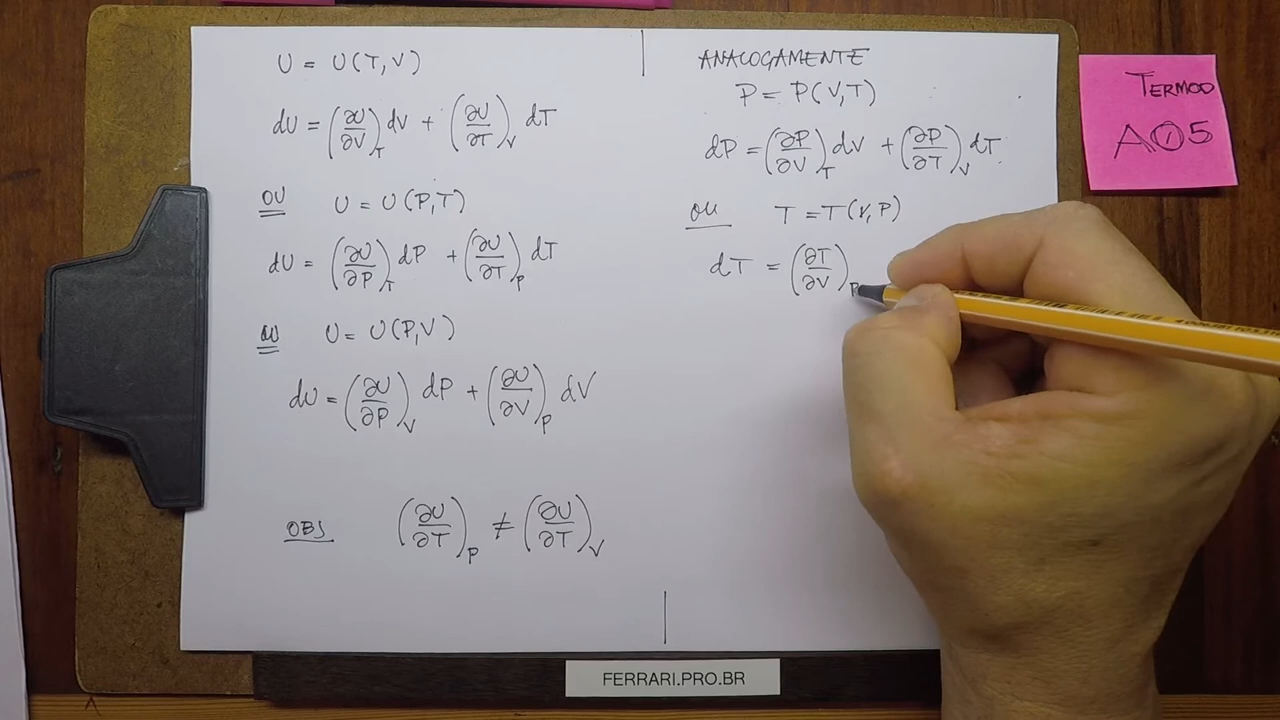 U = U(T,V)
dU = (∂U/∂V)_T dV + (∂U/∂T)_V dT
OU U = U(P,T)
dU = (∂U/∂P)_T dP + (∂U/∂T)_P dT
OU U = U(P,V)
dU = (∂U/∂P)_V dP + (∂U/∂V)_P dV
OBS (∂U/∂T)_P ≠ (∂U/∂T)_V
ANALOGAMENTE
P = P(V,T)
dP = (∂P/∂V)_T dV + (∂P/∂T)_V dT
OU T = T(V,P)
dT = (∂T/∂V)_P
TERMOD
A05
FERRARI.PRO.BR